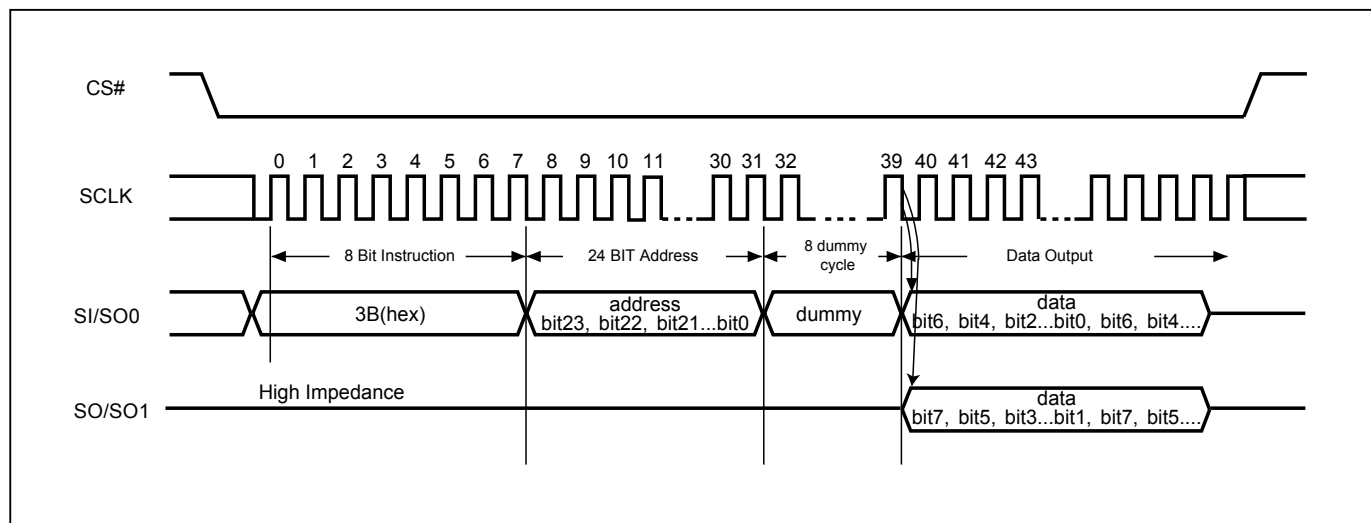 CS#
0 1 2 3 4 5 6 7 8 9 10 11 30 31 32 39 40 41 42 43
SCLK
8 Bit Instruction
24 BIT Address
8 dummy
cycle
Data Output
SI/SO0
3B(hex)
address
bit23, bit22, bit21...bit0
dummy
data
bit6, bit4, bit2...bit0, bit6, bit4....
SO/SO1
High Impedance
data
bit7, bit5, bit3...bit1, bit7, bit5....